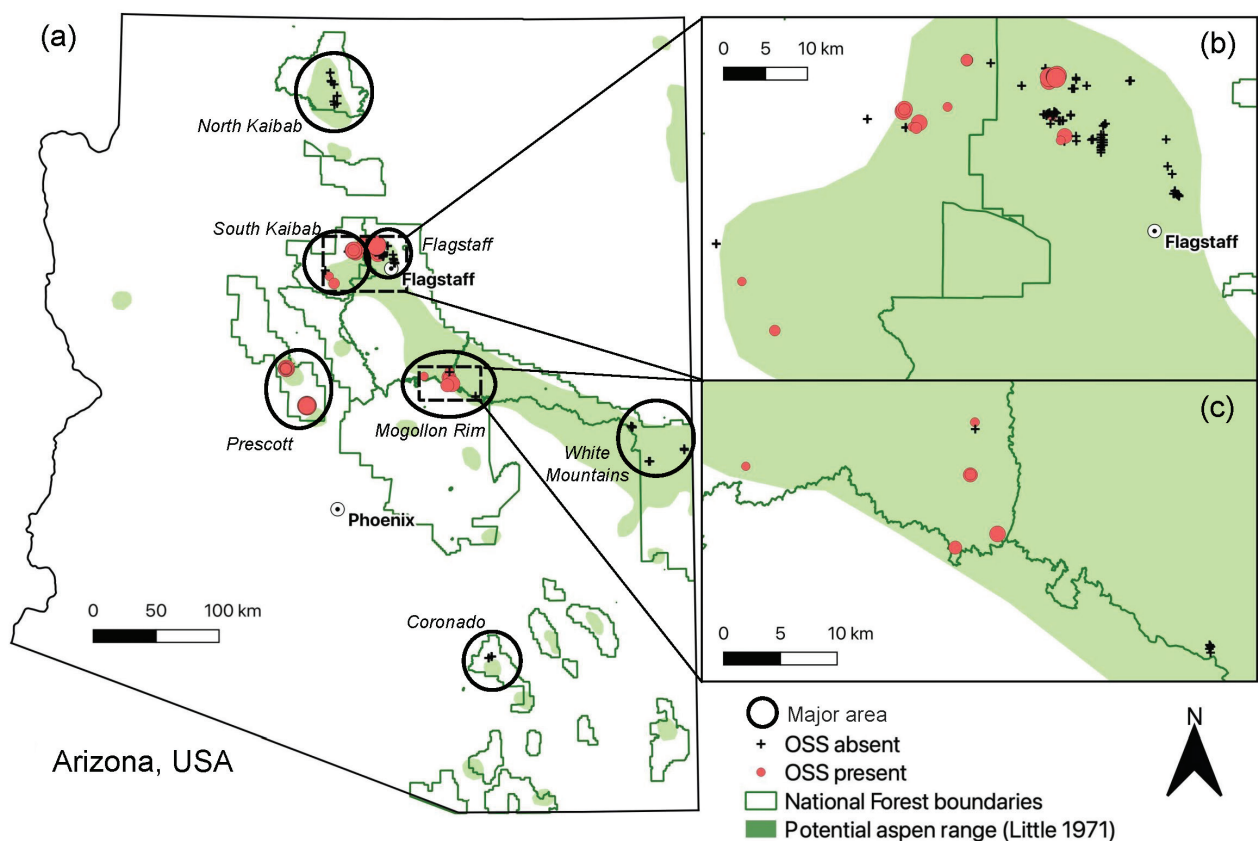 (a)
North Kaibab
South Kaibab
Flagstaff
Flagstaff
Prescott
Mogollon Rim
White
Mountains
Phoenix
0 50 100 km
Coronado
Arizona, USA
(b)
0 5 10 km
Flagstaff
(c)
0 5 10 km
Major area
OSS absent
OSS present
National Forest boundaries
Potential aspen range (Little 1971)
N